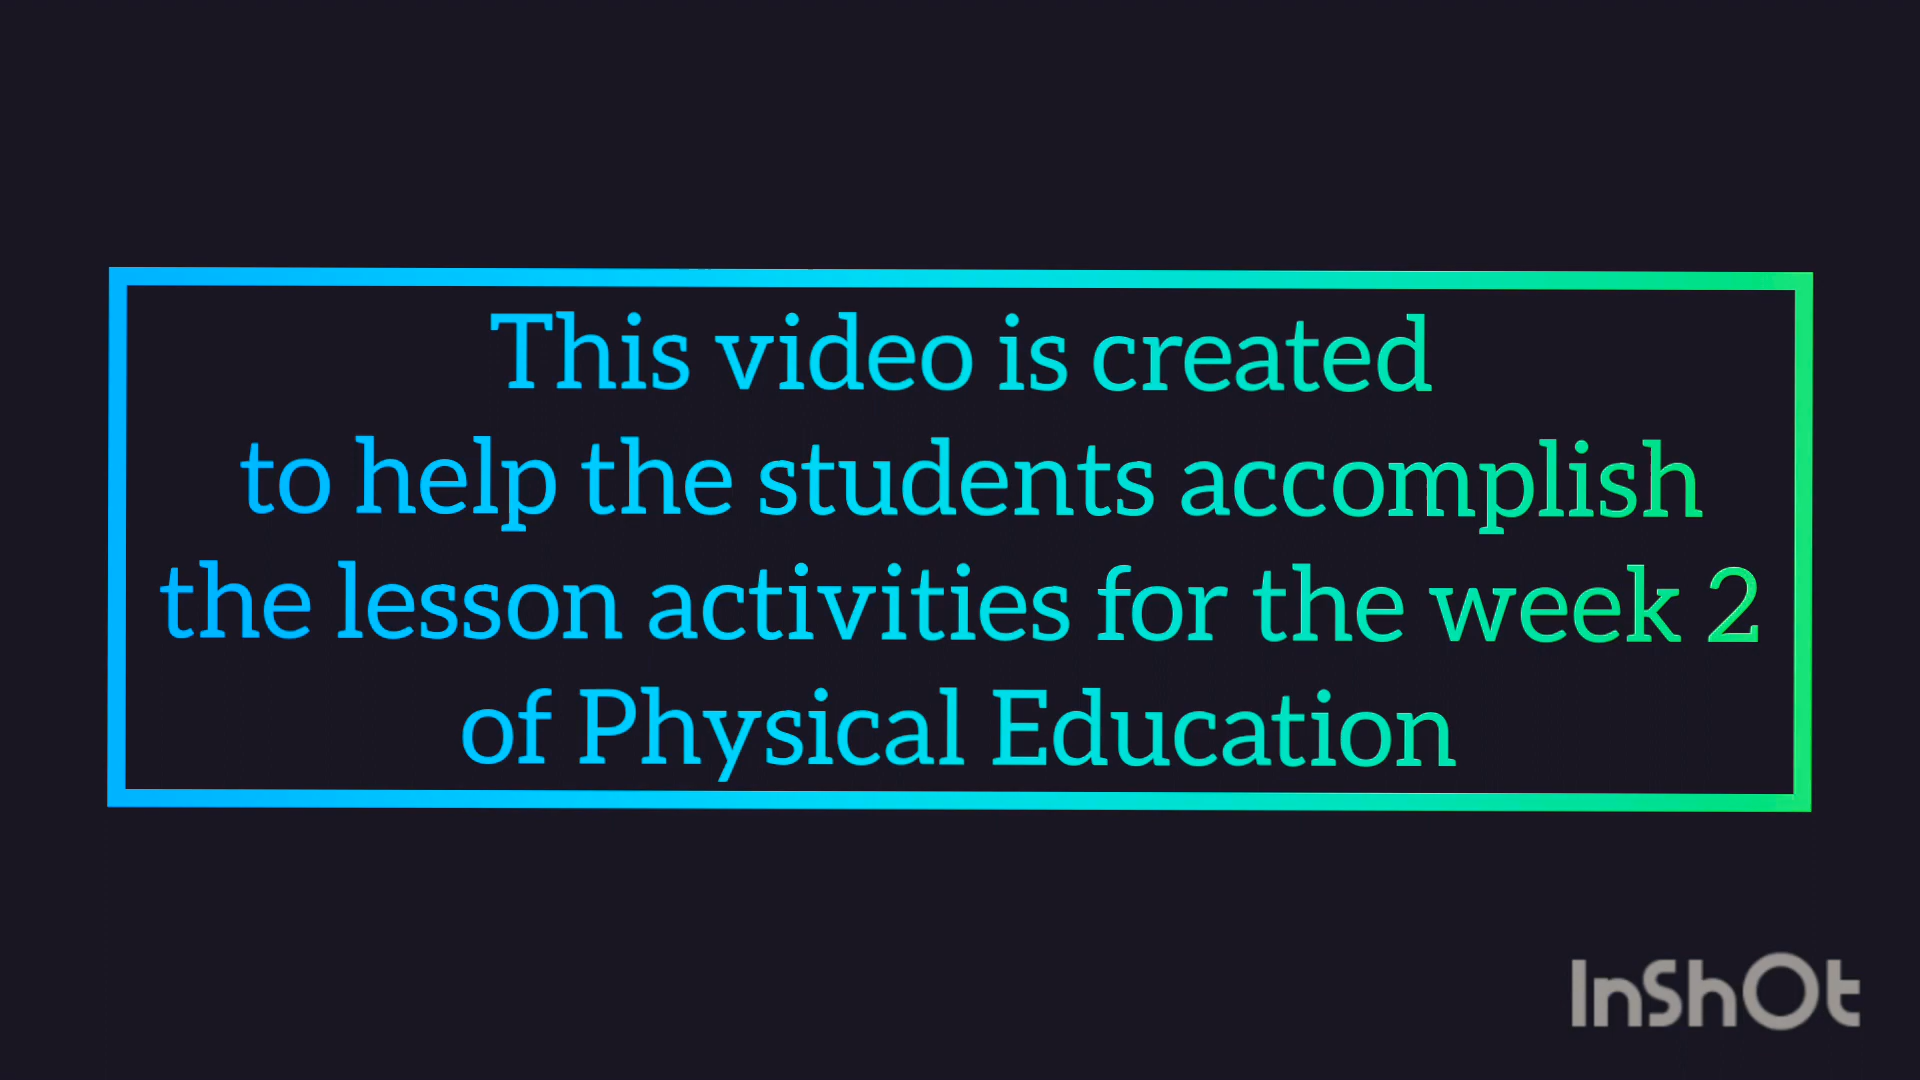 This video is created
to help the students accomplish
the lesson activities for the week 2
of Physical Education
InShOt